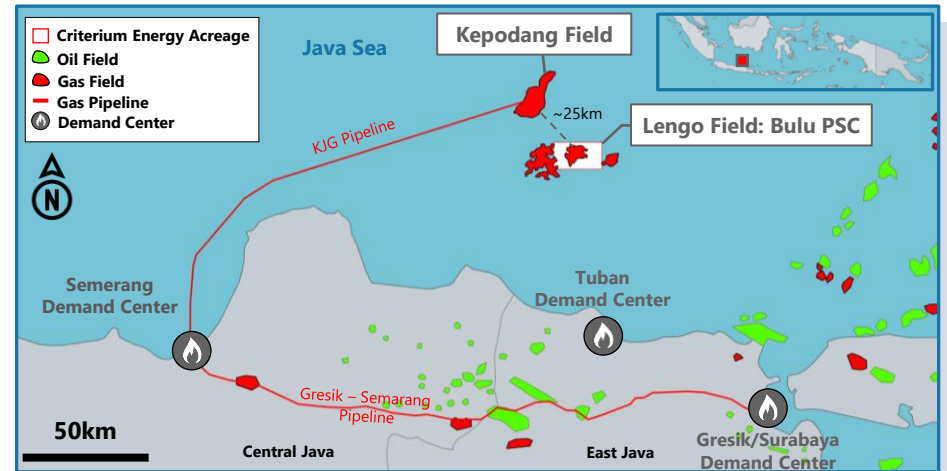 Criterium Energy Acreage
Oil Field
Gas Field
Gas Pipeline
Demand Center
N
Java Sea
Kepodang Field
~25km
Lengo Field: Bulu PSC
KJG Pipeline
Semerang
Demand Center
Tuban
Demand Center
Gresik – Semarang
Pipeline
50km
Central Java
East Java
Gresik/Surabaya
Demand Center